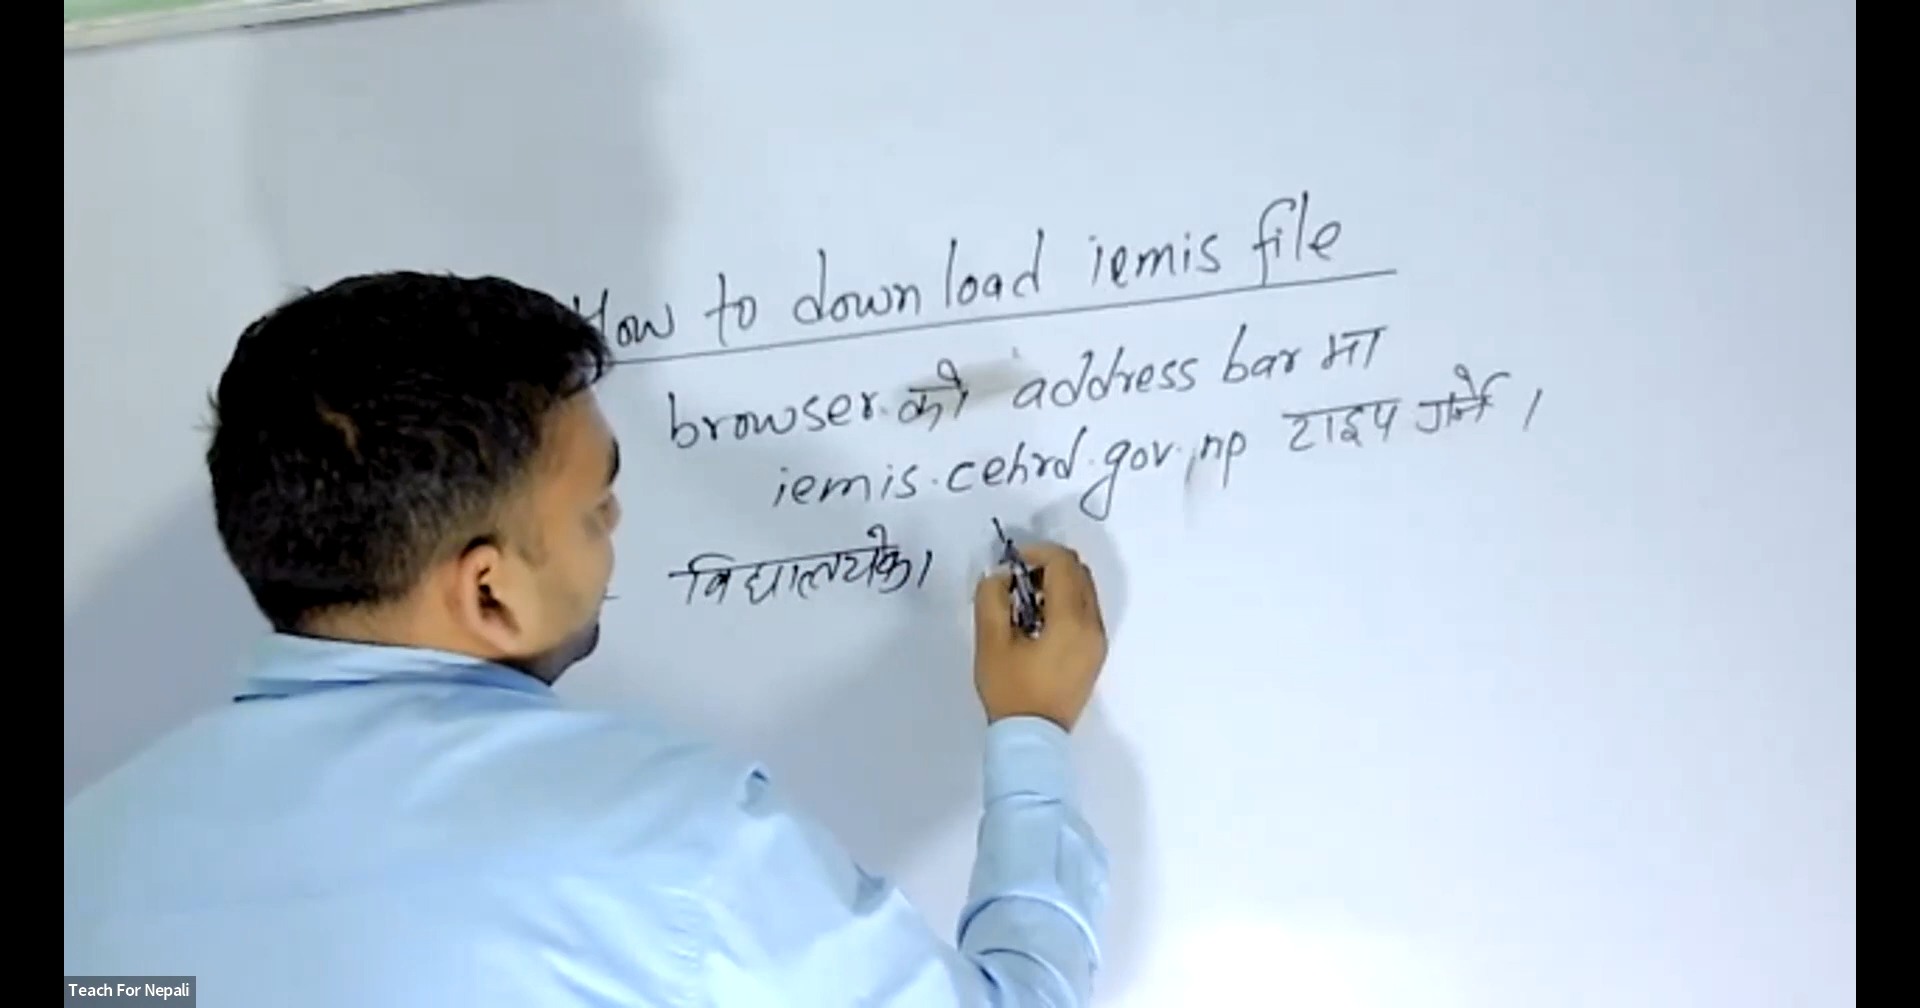 How to download iemis file
browser को address bar मा
iemis.cehrd.gov.np टाइप गर्ने ।
विद्यालयको
Teach For Nepali